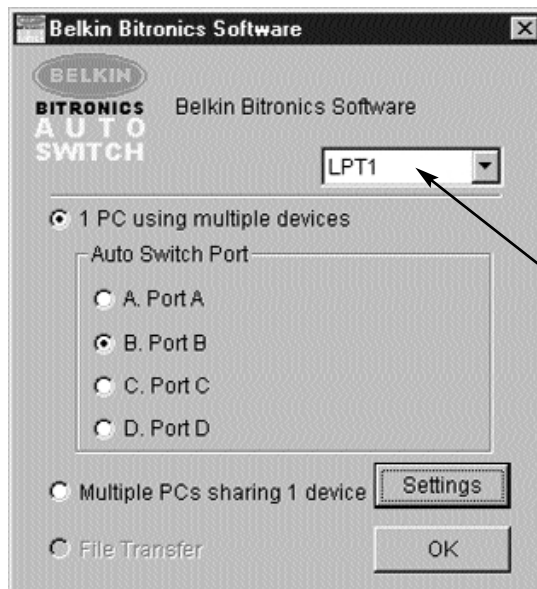 Belkin Bitronics Software
BELKIN
BITRONICS
AUTO
SWITCH
Belkin Bitronics Software
LPT1
1 PC using multiple devices
Auto Switch Port
A. Port A
B. Port B
C. Port C
D. Port D
Multiple PCs sharing 1 device
Settings
File Transfer
OK